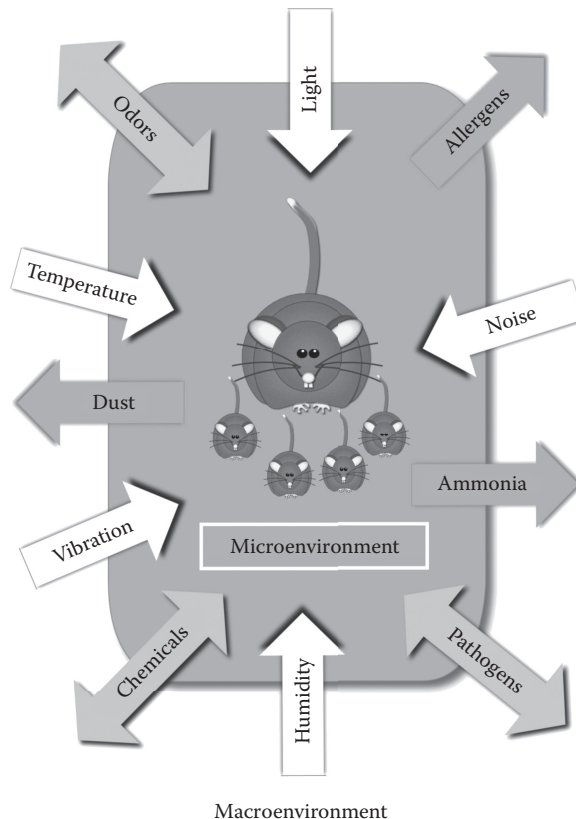 Odors
Light
Allergens
Temperature
Noise
Dust
Ammonia
Vibration
Microenvironment
Chemicals
Humidity
Pathogens
Macroenvironment